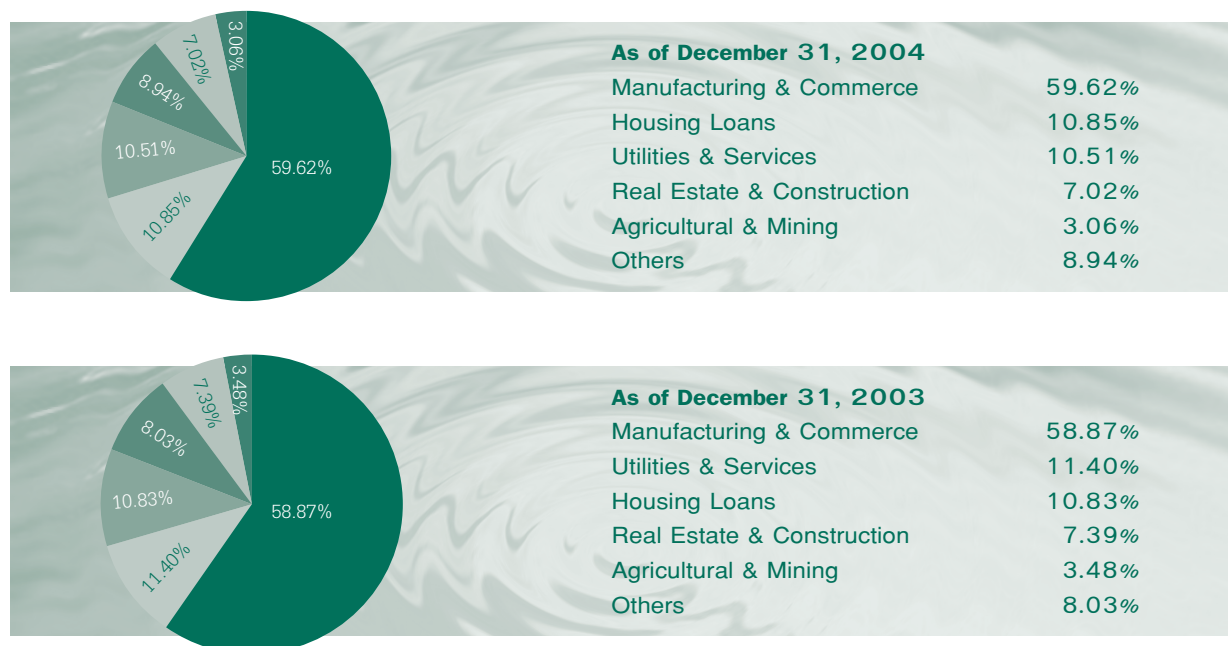 3.06%
7.02%
8.94%
10.51%
59.62%
10.85%
As of December 31, 2004
Manufacturing & Commerce 59.62%
Housing Loans 10.85%
Utilities & Services 10.51%
Real Estate & Construction 7.02%
Agricultural & Mining 3.06%
Others 8.94%
3.48%
7.39%
8.03%
10.83%
58.87%
11.40%
As of December 31, 2003
Manufacturing & Commerce 58.87%
Utilities & Services 11.40%
Housing Loans 10.83%
Real Estate & Construction 7.39%
Agricultural & Mining 3.48%
Others 8.03%